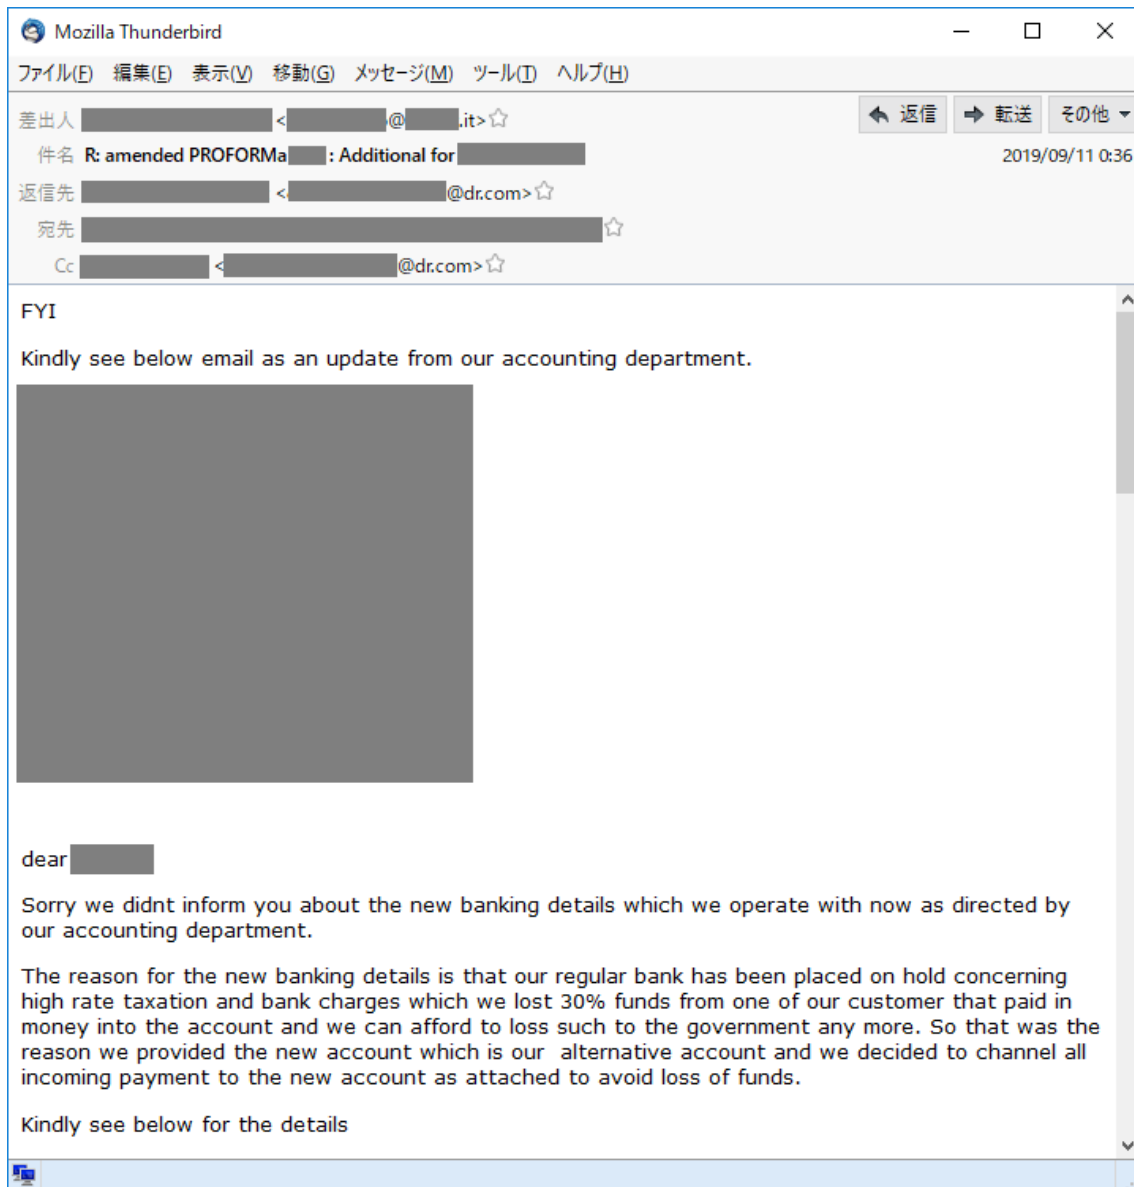 Mozilla Thunderbird
ファイル(F) 編集(E) 表示(V) 移動(G) メッセージ(M) ツール(T) ヘルプ(H)
差出人 < @ .it> 返信 転送 その他
件名 R: amended PROFORMa : Additional for 2019/09/11 0:36
返信先 < @dr.com>
宛先
Cc < @dr.com>
FYI
Kindly see below email as an update from our accounting department.
dear
Sorry we didnt inform you about the new banking details which we operate with now as directed by
our accounting department.
The reason for the new banking details is that our regular bank has been placed on hold concerning
high rate taxation and bank charges which we lost 30% funds from one of our customer that paid in
money into the account and we can afford to loss such to the government any more. So that was the
reason we provided the new account which is our  alternative account and we decided to channel all
incoming payment to the new account as attached to avoid loss of funds.
Kindly see below for the details